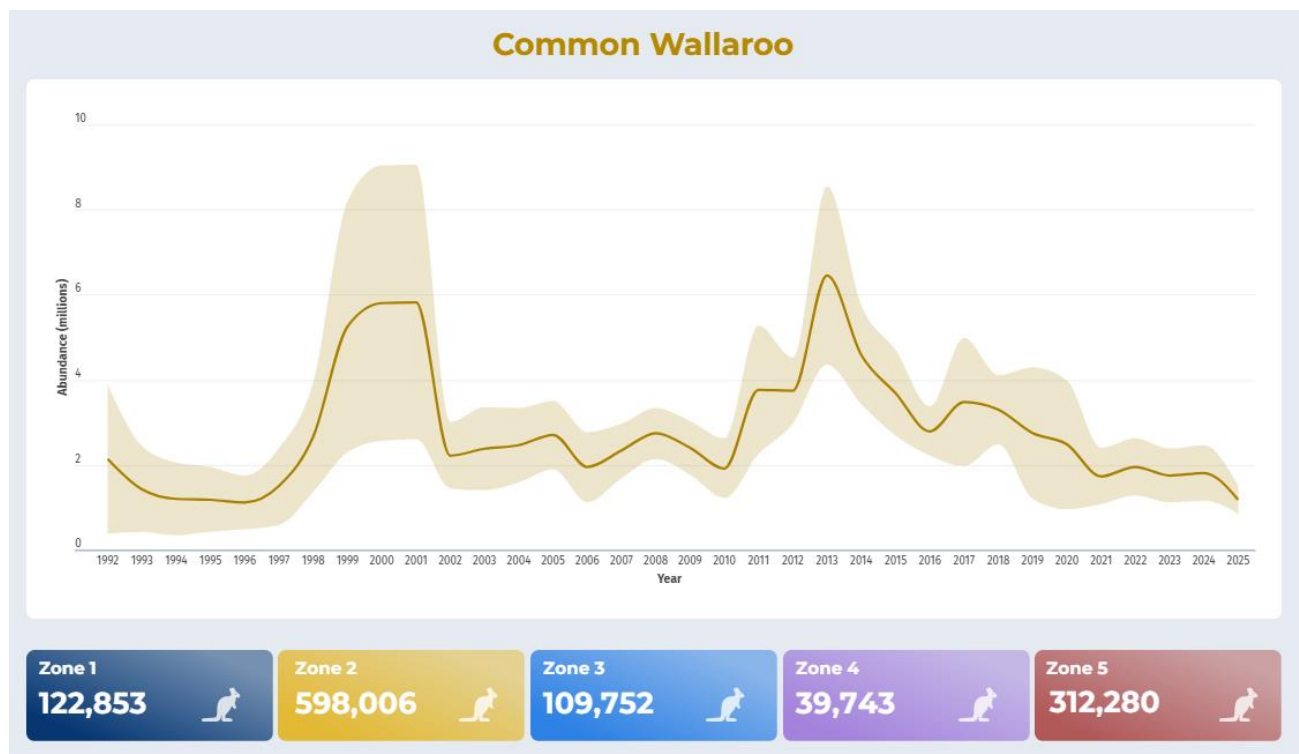 Common Wallaroo
10
8
6
4
2
0
Abundance (millions)
1992 1993 1994 1995 1996 1997 1998 1999 2000 2001 2002 2003 2004 2005 2006 2007 2008 2009 2010 2011 2012 2013 2014 2015 2016 2017 2018 2019 2020 2021 2022 2023 2024 2025
Year
Zone 1
122,853
Zone 2
598,006
Zone 3
109,752
Zone 4
39,743
Zone 5
312,280